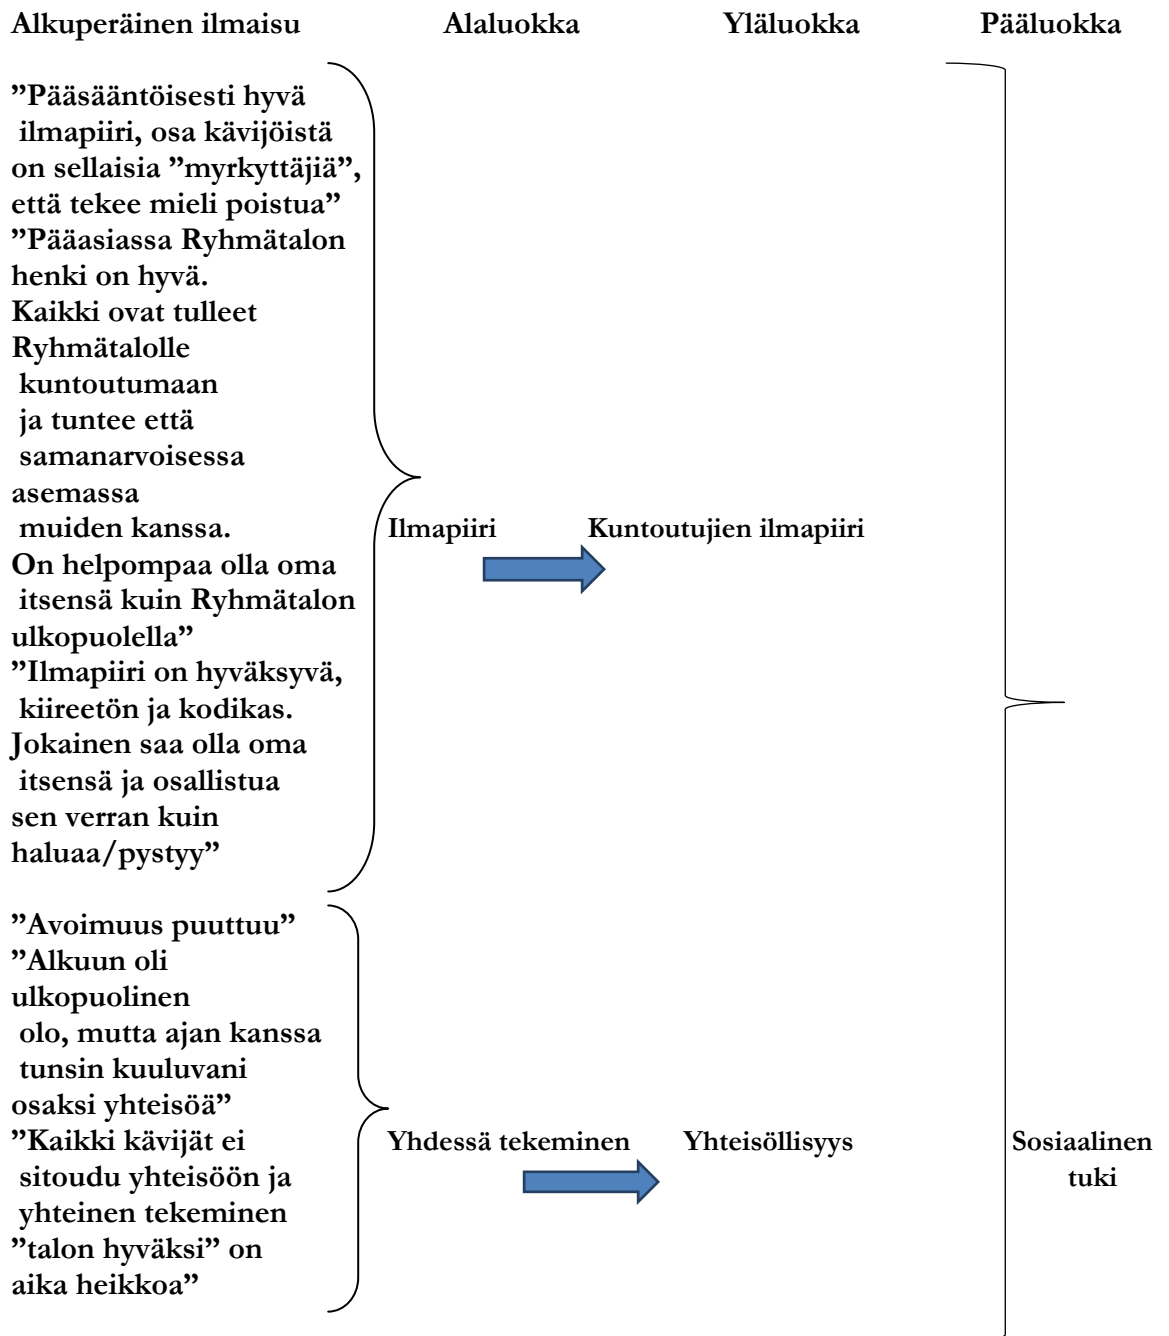 Alkuperäinen ilmaisu Alaluokka Yläluokka Pääluokka
”Pääsääntöisesti hyvä
ilmapiiri, osa kävijöistä
on sellaisia ”myrkyttäjiä”,
että tekee mieli poistua”
”Pääasiassa Ryhmätalon
henki on hyvä.
Kaikki ovat tulleet
Ryhmätalolle
kuntoutumaan
ja tuntee että
samanarvoisessa
asemassa
muiden kanssa.
Ilmapiiri Kuntoutujien ilmapiiri
On helpompaa olla oma
itsensä kuin Ryhmätalon
ulkopuolella”
”Ilmapiiri on hyväksyvä,
kiireetön ja kodikas.
Jokainen saa olla oma
itsensä ja osallistua
sen verran kuin
haluaa/pystyy”
”Avoimuus puuttuu”
”Alkuun oli
ulkopuolinen
olo, mutta ajan kanssa
tunsin kuuluvani
osaksi yhteisöä”
”Kaikki kävijät ei
sitoudu yhteisöön ja
yhteinen tekeminen
”talon hyväksi” on
aika heikkoa”
Yhdessä tekeminen Yhteisöllisyys Sosiaalinen
tuki